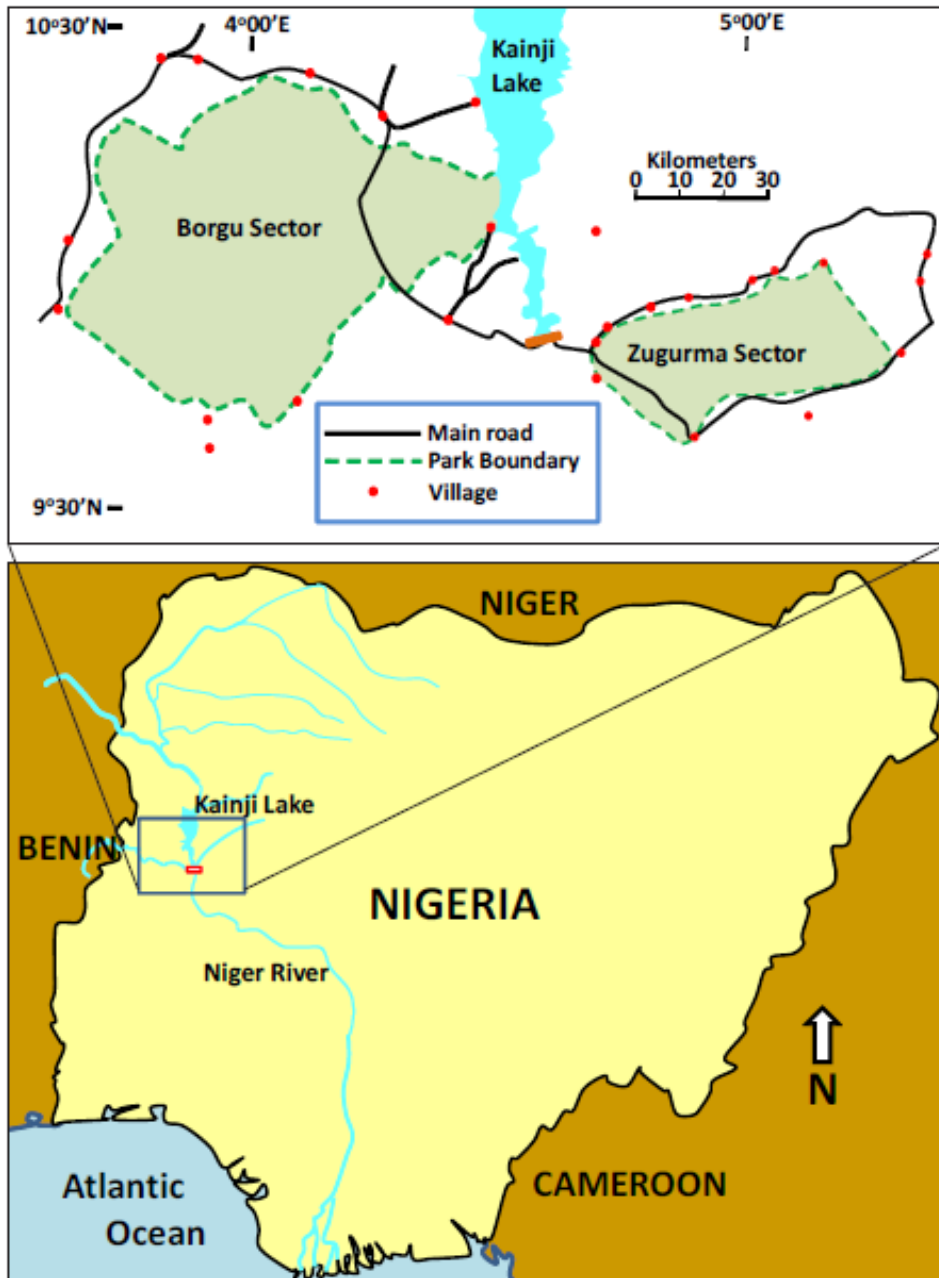 10°30'N
4°00'E
5°00'E
Kainji
Lake
Kilometers
0 10 20 30
Borgu Sector
Zugurma Sector
Main road
Park Boundary
Village
9°30'N
NIGER
Kainji Lake
BENIN
NIGERIA
Niger River
N
Atlantic
Ocean
CAMEROON